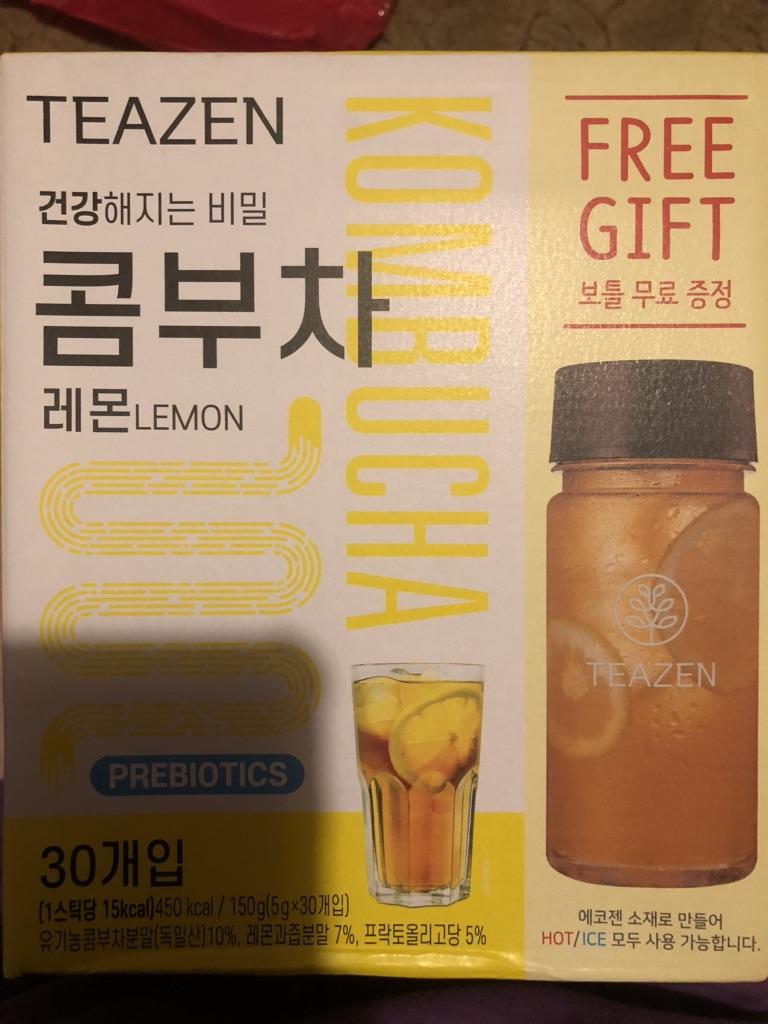 TEAZEN
건강해지는 비밀
콤부차
레몬LEMON
KOMBUCHA
PREBIOTICS
30개입
(1스틱당 15kcal)450 kcal / 150g(5g×30개입)
유기농콤부차분말(독일산)10%, 레몬과즙분말 7%, 프락토올리고당 5%
FREE
GIFT
보틀 무료 증정
TEAZEN
에코젠 소재로 만들어
HOT/ICE 모두 사용 가능합니다.